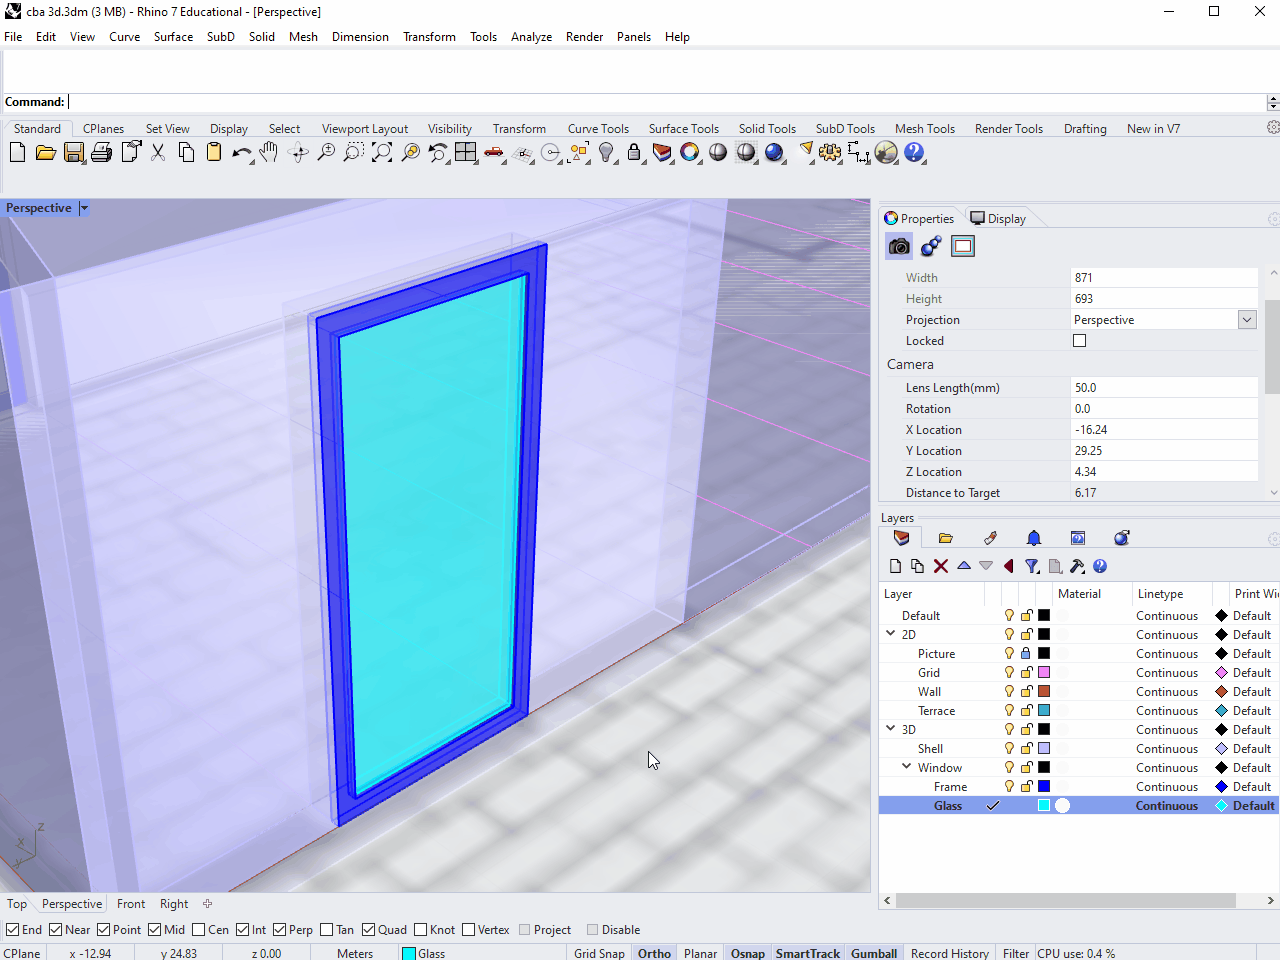 cba 3d.3dm (3 MB) - Rhino 7 Educational - [Perspective]
File Edit View Curve Surface SubD Solid Mesh Dimension Transform Tools Analyze Render Panels Help
Command:
Standard CPlanes Set View Display Select Viewport Layout Visibility Transform Curve Tools Surface Tools Solid Tools SubD Tools Mesh Tools Render Tools Drafting New in V7
Perspective
Properties Display
Width 871
Height 693
Projection Perspective
Locked
Camera
Lens Length(mm) 50.0
Rotation 0.0
X Location -16.24
Y Location 29.25
Z Location 4.34
Distance to Target 6.17
Layers
Layer Material Linetype Print Wi
Default Continuous Default
2D Continuous Default
Picture Continuous Default
Grid Continuous Default
Wall Continuous Default
Terrace Continuous Default
3D Continuous Default
Shell Continuous Default
Window Continuous Default
Frame Continuous Default
Glass Continuous Default
z
x
y
Top Perspective Front Right
End Near Point Mid Cen Int Perp Tan Quad Knot Vertex Project Disable
CPlane x -12.94 y 24.83 z 0.00 Meters Glass Grid Snap Ortho Planar Osnap SmartTrack Gumball Record History Filter CPU use: 0.4 %